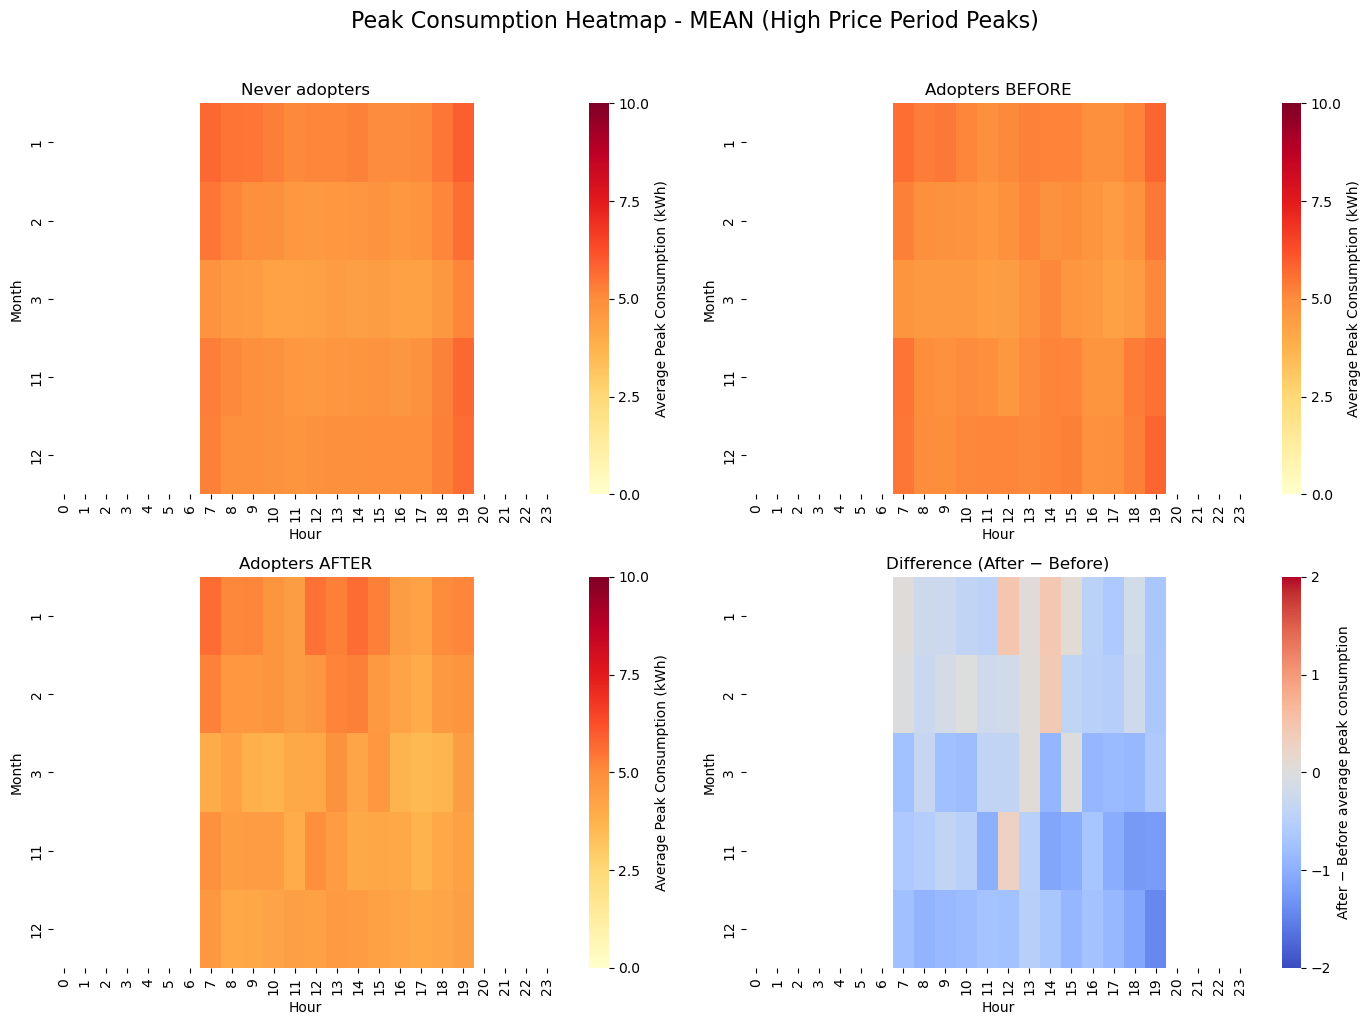 Peak Consumption Heatmap - MEAN (High Price Period Peaks)
Never adopters
Month
1
2
3
11
12
0 1 2 3 4 5 6 7 8 9 10 11 12 13 14 15 16 17 18 19 20 21 22 23
Hour
10.0
7.5
5.0
2.5
0.0
Average Peak Consumption (kWh)
Adopters BEFORE
Month
1
2
3
11
12
0 1 2 3 4 5 6 7 8 9 10 11 12 13 14 15 16 17 18 19 20 21 22 23
Hour
10.0
7.5
5.0
2.5
0.0
Average Peak Consumption (kWh)
Adopters AFTER
Month
1
2
3
11
12
0 1 2 3 4 5 6 7 8 9 10 11 12 13 14 15 16 17 18 19 20 21 22 23
Hour
10.0
7.5
5.0
2.5
0.0
Average Peak Consumption (kWh)
Difference (After − Before)
Month
1
2
3
11
12
0 1 2 3 4 5 6 7 8 9 10 11 12 13 14 15 16 17 18 19 20 21 22 23
Hour
2
1
0
−1
−2
After − Before average peak consumption